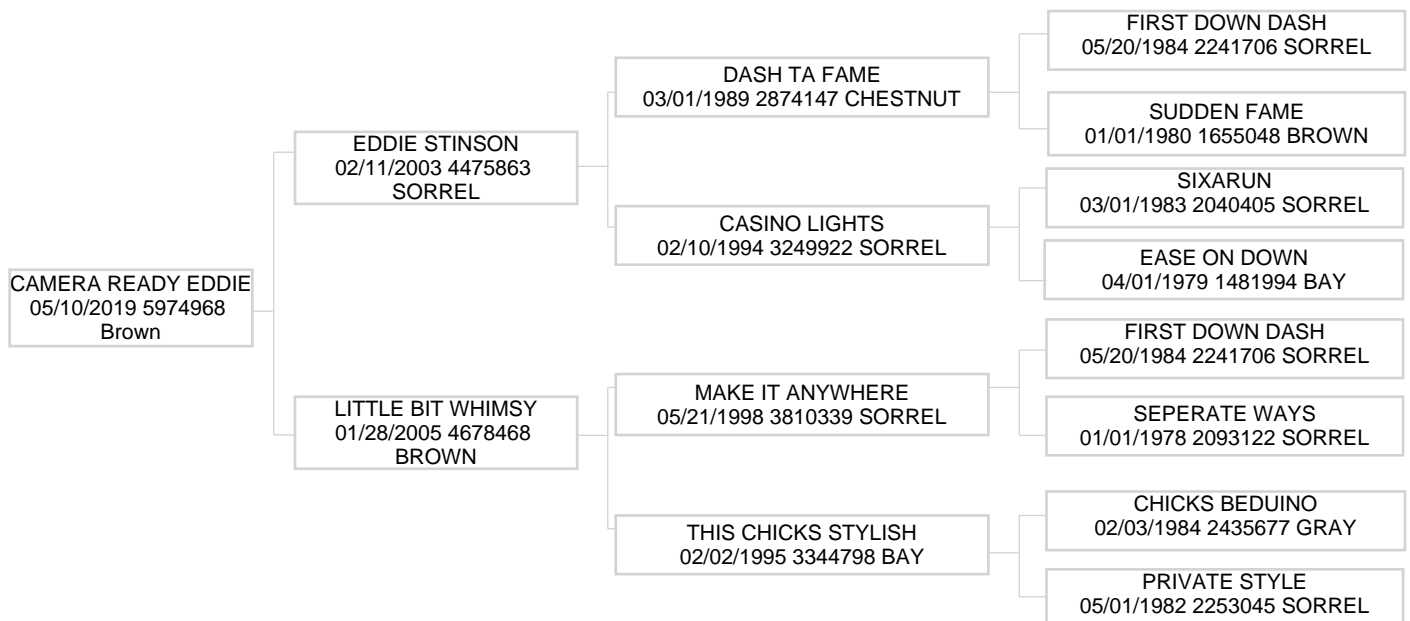 CAMERA READY EDDIE
05/10/2019 5974968
Brown
EDDIE STINSON
02/11/2003 4475863
SORREL
LITTLE BIT WHIMSY
01/28/2005 4678468
BROWN
DASH TA FAME
03/01/1989 2874147 CHESTNUT
CASINO LIGHTS
02/10/1994 3249922 SORREL
MAKE IT ANYWHERE
05/21/1998 3810339 SORREL
THIS CHICKS STYLISH
02/02/1995 3344798 BAY
FIRST DOWN DASH
05/20/1984 2241706 SORREL
SUDDEN FAME
01/01/1980 1655048 BROWN
SIXARUN
03/01/1983 2040405 SORREL
EASE ON DOWN
04/01/1979 1481994 BAY
FIRST DOWN DASH
05/20/1984 2241706 SORREL
SEPERATE WAYS
01/01/1978 2093122 SORREL
CHICKS BEDUINO
02/03/1984 2435677 GRAY
PRIVATE STYLE
05/01/1982 2253045 SORREL